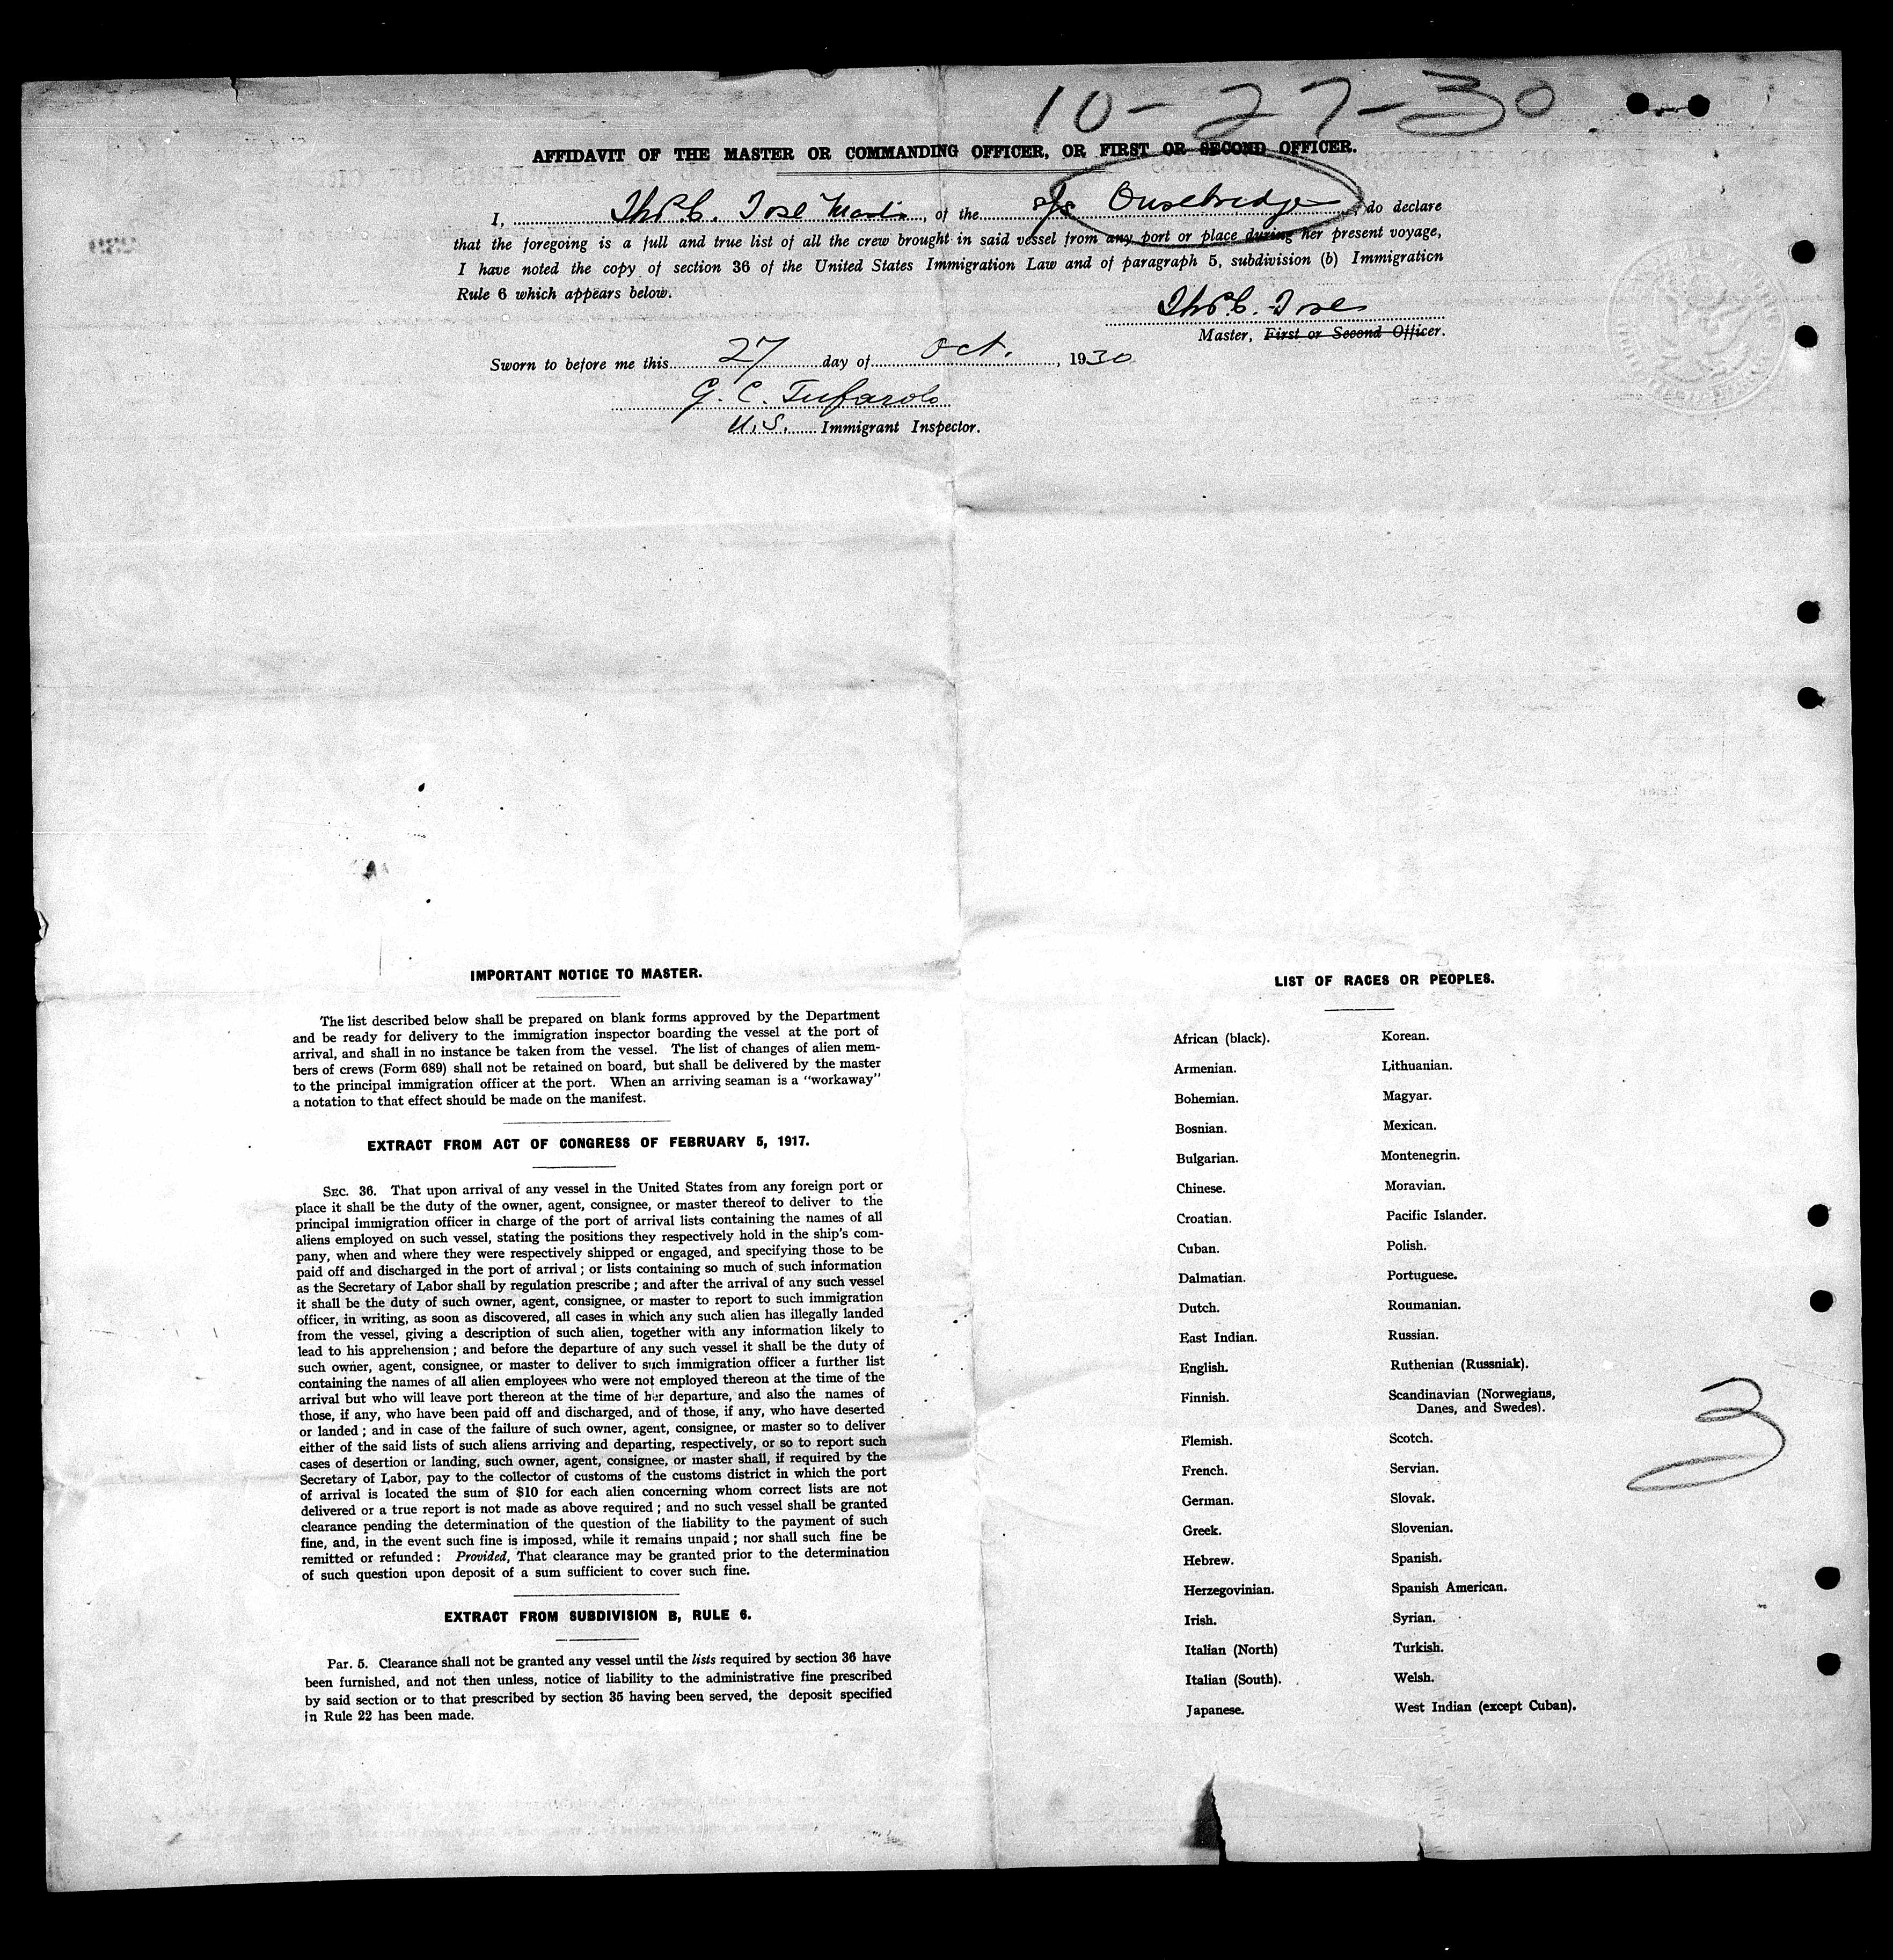 10-27-30
AFFIDAVIT OF THE MASTER OR COMMANDING OFFICER, OR FIRST OR SECOND OFFICER.
I, Thos. C. Tose Master, of the s/s Ousebridge, do declare
that the foregoing is a full and true list of all the crew brought in said vessel from any port or place during her present voyage,
I have noted the copy of section 36 of the United States Immigration Law and of paragraph 5, subdivision (b) Immigration
Rule 6 which appears below.
Thos. C. Tose
Master, First or Second Officer.
Sworn to before me this 27 day of Oct., 1930
G. C. Tufarolo
U.S. Immigrant Inspector.
IMPORTANT NOTICE TO MASTER.
The list described below shall be prepared on blank forms approved by the Department
and be ready for delivery to the immigration inspector boarding the vessel at the port of
arrival, and shall in no instance be taken from the vessel. The list of changes of alien mem-
bers of crews (Form 689) shall not be retained on board, but shall be delivered by the master
to the principal immigration officer at the port. When an arriving seaman is a "workaway"
a notation to that effect should be made on the manifest.
EXTRACT FROM ACT OF CONGRESS OF FEBRUARY 5, 1917.
SEC. 36. That upon arrival of any vessel in the United States from any foreign port or
place it shall be the duty of the owner, agent, consignee, or master thereof to deliver to the
principal immigration officer in charge of the port of arrival lists containing the names of all
aliens employed on such vessel, stating the positions they respectively hold in the ship's com-
pany, when and where they were respectively shipped or engaged, and specifying those to be
paid off and discharged in the port of arrival; or lists containing so much of such information
as the Secretary of Labor shall by regulation prescribe; and after the arrival of any such vessel
it shall be the duty of such owner, agent, consignee, or master to report to such immigration
officer, in writing, as soon as discovered, all cases in which any such alien has illegally landed
from the vessel, giving a description of such alien, together with any information likely to
lead to his apprehension; and before the departure of any such vessel it shall be the duty of
such owner, agent, consignee, or master to deliver to such immigration officer a further list
containing the names of all alien employees who were not employed thereon at the time of the
arrival but who will leave port thereon at the time of her departure, and also the names of
those, if any, who have been paid off and discharged, and of those, if any, who have deserted
or landed; and in case of the failure of such owner, agent, consignee, or master so to deliver
either of the said lists of such aliens arriving and departing, respectively, or so to report such
cases of desertion or landing, such owner, agent, consignee, or master shall, if required by the
Secretary of Labor, pay to the collector of customs of the customs district in which the port
of arrival is located the sum of $10 for each alien concerning whom correct lists are not
delivered or a true report is not made as above required; and no such vessel shall be granted
clearance pending the determination of the question of the liability to the payment of such
fine, and, in the event such fine is imposed, while it remains unpaid; nor shall such fine be
remitted or refunded: Provided, That clearance may be granted prior to the determination
of such question upon deposit of a sum sufficient to cover such fine.
EXTRACT FROM SUBDIVISION B, RULE 6.
Par. 5. Clearance shall not be granted any vessel until the lists required by section 36 have
been furnished, and not then unless, notice of liability to the administrative fine prescribed
by said section or to that prescribed by section 35 having been served, the deposit specified
in Rule 22 has been made.
LIST OF RACES OR PEOPLES.
African (black).
Armenian.
Bohemian.
Bosnian.
Bulgarian.
Chinese.
Croatian.
Cuban.
Dalmatian.
Dutch.
East Indian.
English.
Finnish.
Flemish.
French.
German.
Greek.
Hebrew.
Herzegovinian.
Irish.
Italian (North)
Italian (South).
Japanese.
Korean.
Lithuanian.
Magyar.
Mexican.
Montenegrin.
Moravian.
Pacific Islander.
Polish.
Portuguese.
Roumanian.
Russian.
Ruthenian (Russniak).
Scandinavian (Norwegians,
Danes, and Swedes).
Scotch.
Servian.
Slovak.
Slovenian.
Spanish.
Spanish American.
Syrian.
Turkish.
Welsh.
West Indian (except Cuban).
3